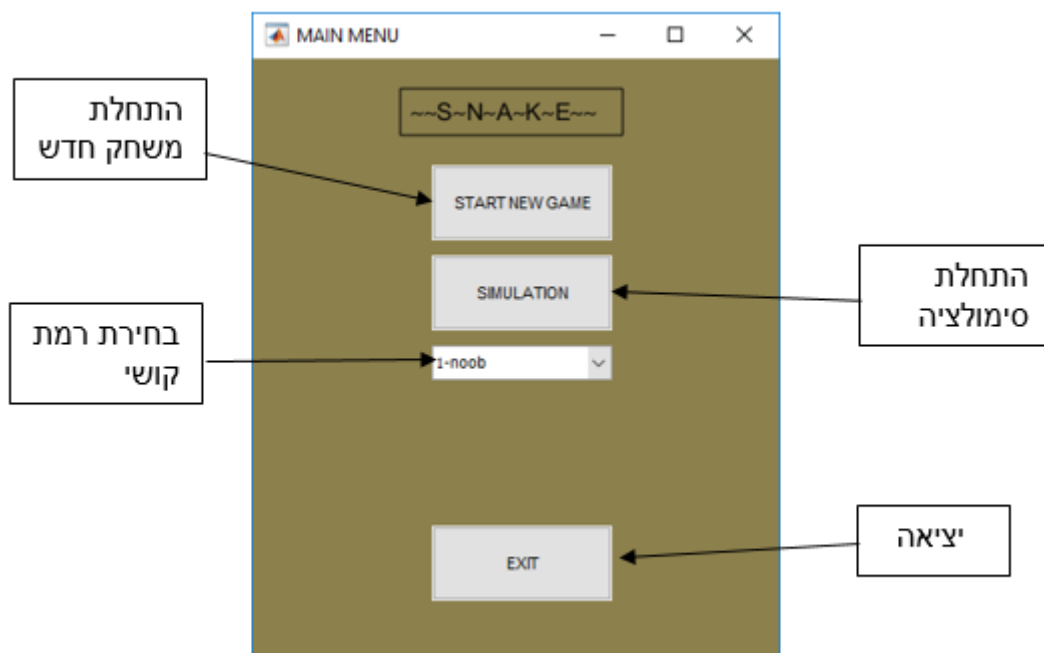 MAIN MENU
~~S~N~A~K~E~~
התחלת
משחק חדש
START NEW GAME
התחלת
סימולציה
SIMULATION
בחירת רמת
קושי
1-noob
יציאה
EXIT